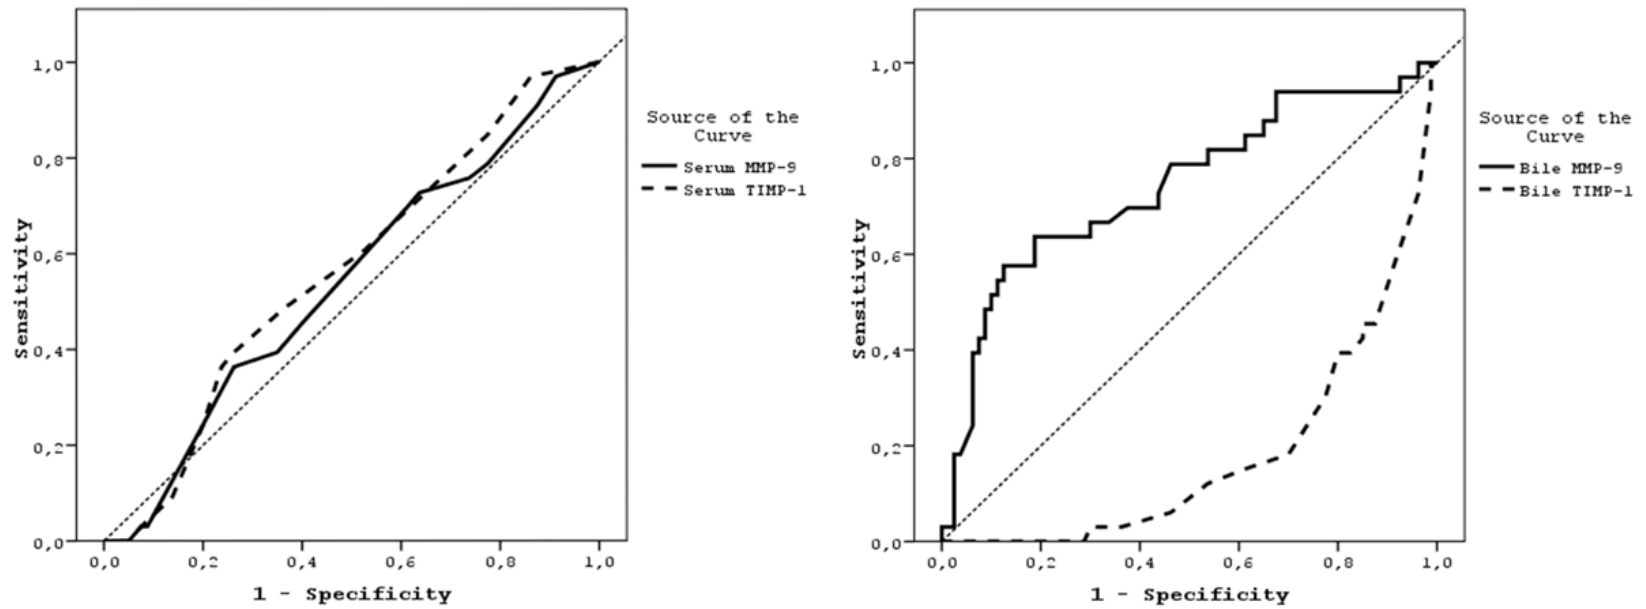 1,0
0,8
0,6
0,4
0,2
0,0
Sensitivity
0,0 0,2 0,4 0,6 0,8 1,0
1 - Specificity
Source of the
Curve
Serum MMP-9
Serum TIMP-1
1,0
0,8
0,6
0,4
0,2
0,0
Sensitivity
0,0 0,2 0,4 0,6 0,8 1,0
1 - Specificity
Source of the
Curve
Bile MMP-9
Bile TIMP-1